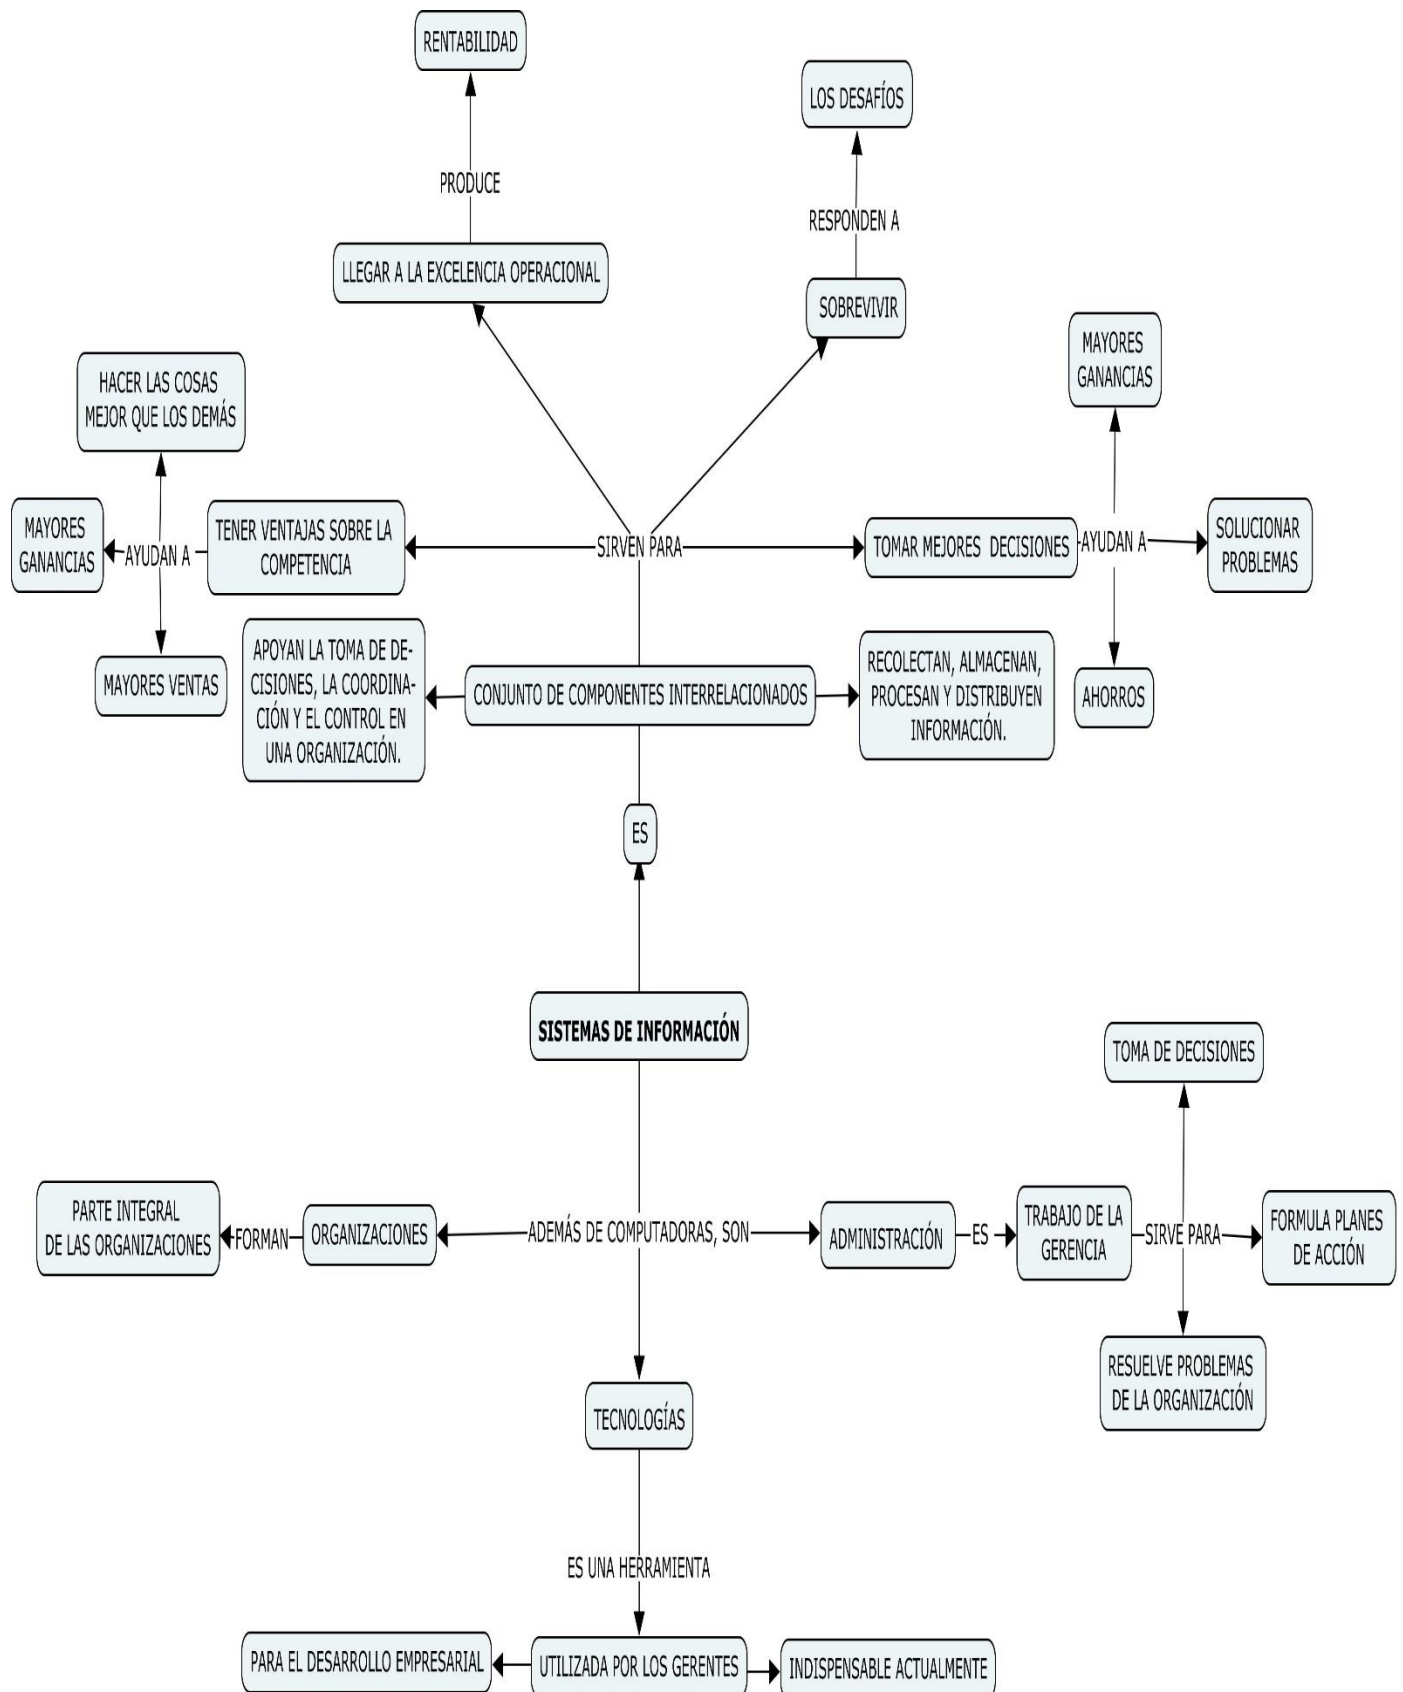 RENTABILIDAD
LOS DESAFÍOS
PRODUCE
RESPONDEN A
LLEGAR A LA EXCELENCIA OPERACIONAL
SOBREVIVIR
MAYORES
GANANCIAS
HACER LAS COSAS
MEJOR QUE LOS DEMÁS
MAYORES
GANANCIAS
AYUDAN A
TENER VENTAJAS SOBRE LA
COMPETENCIA
SIRVEN PARA
TOMAR MEJORES DECISIONES
AYUDAN A
SOLUCIONAR
PROBLEMAS
MAYORES VENTAS
APOYAN LA TOMA DE DE-
CISIONES, LA COORDINA-
CIÓN Y EL CONTROL EN
UNA ORGANIZACIÓN.
CONJUNTO DE COMPONENTES INTERRELACIONADOS
RECOLECTAN, ALMACENAN,
PROCESAN Y DISTRIBUYEN
INFORMACIÓN.
AHORROS
ES
SISTEMAS DE INFORMACIÓN
TOMA DE DECISIONES
PARTE INTEGRAL
DE LAS ORGANIZACIONES
FORMAN
ORGANIZACIONES
ADEMÁS DE COMPUTADORAS, SON
ADMINISTRACIÓN
ES
TRABAJO DE LA
GERENCIA
SIRVE PARA
FORMULA PLANES
DE ACCIÓN
RESUELVE PROBLEMAS
DE LA ORGANIZACIÓN
TECNOLOGÍAS
ES UNA HERRAMIENTA
PARA EL DESARROLLO EMPRESARIAL
UTILIZADA POR LOS GERENTES
INDISPENSABLE ACTUALMENTE